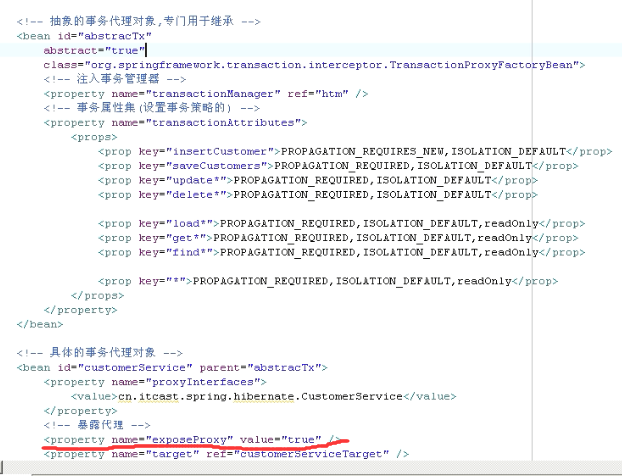 <!-- 抽象的事务代理对象,专门用于继承 -->
<bean id="abstracTx"
abstract="true"
class="org.springframework.transaction.interceptor.TransactionProxyFactoryBean">
<!-- 注入事务管理器 -->
<property name="transactionManager" ref="htm" />
<!-- 事务属性集(设置事务策略的) -->
<property name="transactionAttributes">
<props>
<prop key="insertCustomer">PROPAGATION_REQUIRES_NEW,ISOLATION_DEFAULT</prop>
<prop key="saveCustomers">PROPAGATION_REQUIRED,ISOLATION_DEFAULT</prop>
<prop key="update*">PROPAGATION_REQUIRED,ISOLATION_DEFAULT</prop>
<prop key="delete*">PROPAGATION_REQUIRED,ISOLATION_DEFAULT</prop>
<prop key="load*">PROPAGATION_REQUIRED,ISOLATION_DEFAULT,readOnly</prop>
<prop key="get*">PROPAGATION_REQUIRED,ISOLATION_DEFAULT,readOnly</prop>
<prop key="find*">PROPAGATION_REQUIRED,ISOLATION_DEFAULT,readOnly</prop>
<prop key="*">PROPAGATION_REQUIRED,ISOLATION_DEFAULT,readOnly</prop>
</props>
</property>
</bean>
<!-- 具体的事务代理对象 -->
<bean id="customerService" parent="abstracTx">
<property name="proxyInterfaces">
<value>cn.itcast.spring.hibernate.CustomerService</value>
</property>
<!-- 暴露代理 -->
<property name="exposeProxy" value="true" />
<property name="target" ref="customerServiceTarget" />